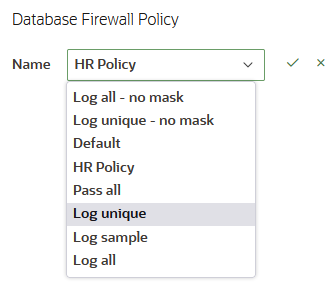 Database Firewall Policy
Name HR Policy
Log all - no mask
Log unique - no mask
Default
HR Policy
Pass all
Log unique
Log sample
Log all